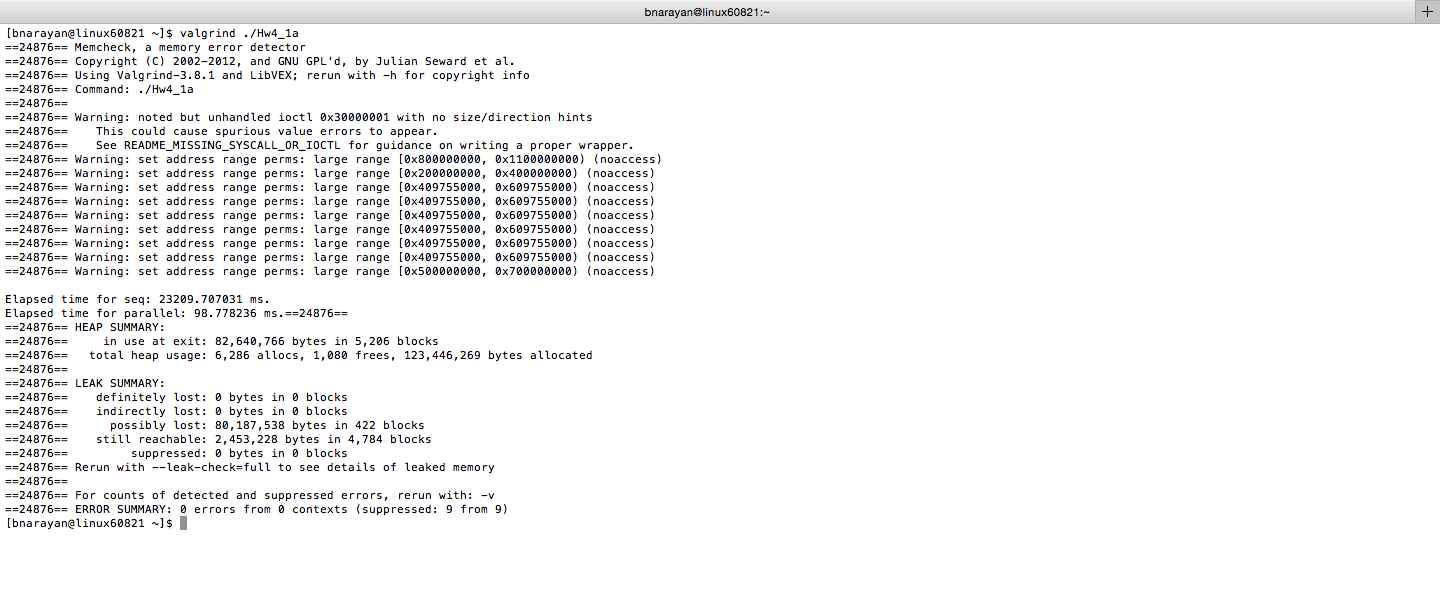 bnarayan@linux60821:~
[bnarayan@linux60821 ~]$ valgrind ./Hw4_1a
==24876== Memcheck, a memory error detector
==24876== Copyright (C) 2002-2012, and GNU GPL'd, by Julian Seward et al.
==24876== Using Valgrind-3.8.1 and LibVEX; rerun with -h for copyright info
==24876== Command: ./Hw4_1a
==24876==
==24876== Warning: noted but unhandled ioctl 0x30000001 with no size/direction hints
==24876==    This could cause spurious value errors to appear.
==24876==    See README_MISSING_SYSCALL_OR_IOCTL for guidance on writing a proper wrapper.
==24876== Warning: set address range perms: large range [0x800000000, 0x1100000000) (noaccess)
==24876== Warning: set address range perms: large range [0x200000000, 0x400000000) (noaccess)
==24876== Warning: set address range perms: large range [0x409755000, 0x609755000) (noaccess)
==24876== Warning: set address range perms: large range [0x409755000, 0x609755000) (noaccess)
==24876== Warning: set address range perms: large range [0x409755000, 0x609755000) (noaccess)
==24876== Warning: set address range perms: large range [0x409755000, 0x609755000) (noaccess)
==24876== Warning: set address range perms: large range [0x409755000, 0x609755000) (noaccess)
==24876== Warning: set address range perms: large range [0x409755000, 0x609755000) (noaccess)
==24876== Warning: set address range perms: large range [0x500000000, 0x700000000) (noaccess)
Elapsed time for seq: 23209.707031 ms.
Elapsed time for parallel: 98.778236 ms.==24876==
==24876== HEAP SUMMARY:
==24876==     in use at exit: 82,640,766 bytes in 5,206 blocks
==24876==   total heap usage: 6,286 allocs, 1,080 frees, 123,446,269 bytes allocated
==24876==
==24876== LEAK SUMMARY:
==24876==    definitely lost: 0 bytes in 0 blocks
==24876==    indirectly lost: 0 bytes in 0 blocks
==24876==      possibly lost: 80,187,538 bytes in 422 blocks
==24876==    still reachable: 2,453,228 bytes in 4,784 blocks
==24876==         suppressed: 0 bytes in 0 blocks
==24876== Rerun with --leak-check=full to see details of leaked memory
==24876==
==24876== For counts of detected and suppressed errors, rerun with: -v
==24876== ERROR SUMMARY: 0 errors from 0 contexts (suppressed: 9 from 9)
[bnarayan@linux60821 ~]$